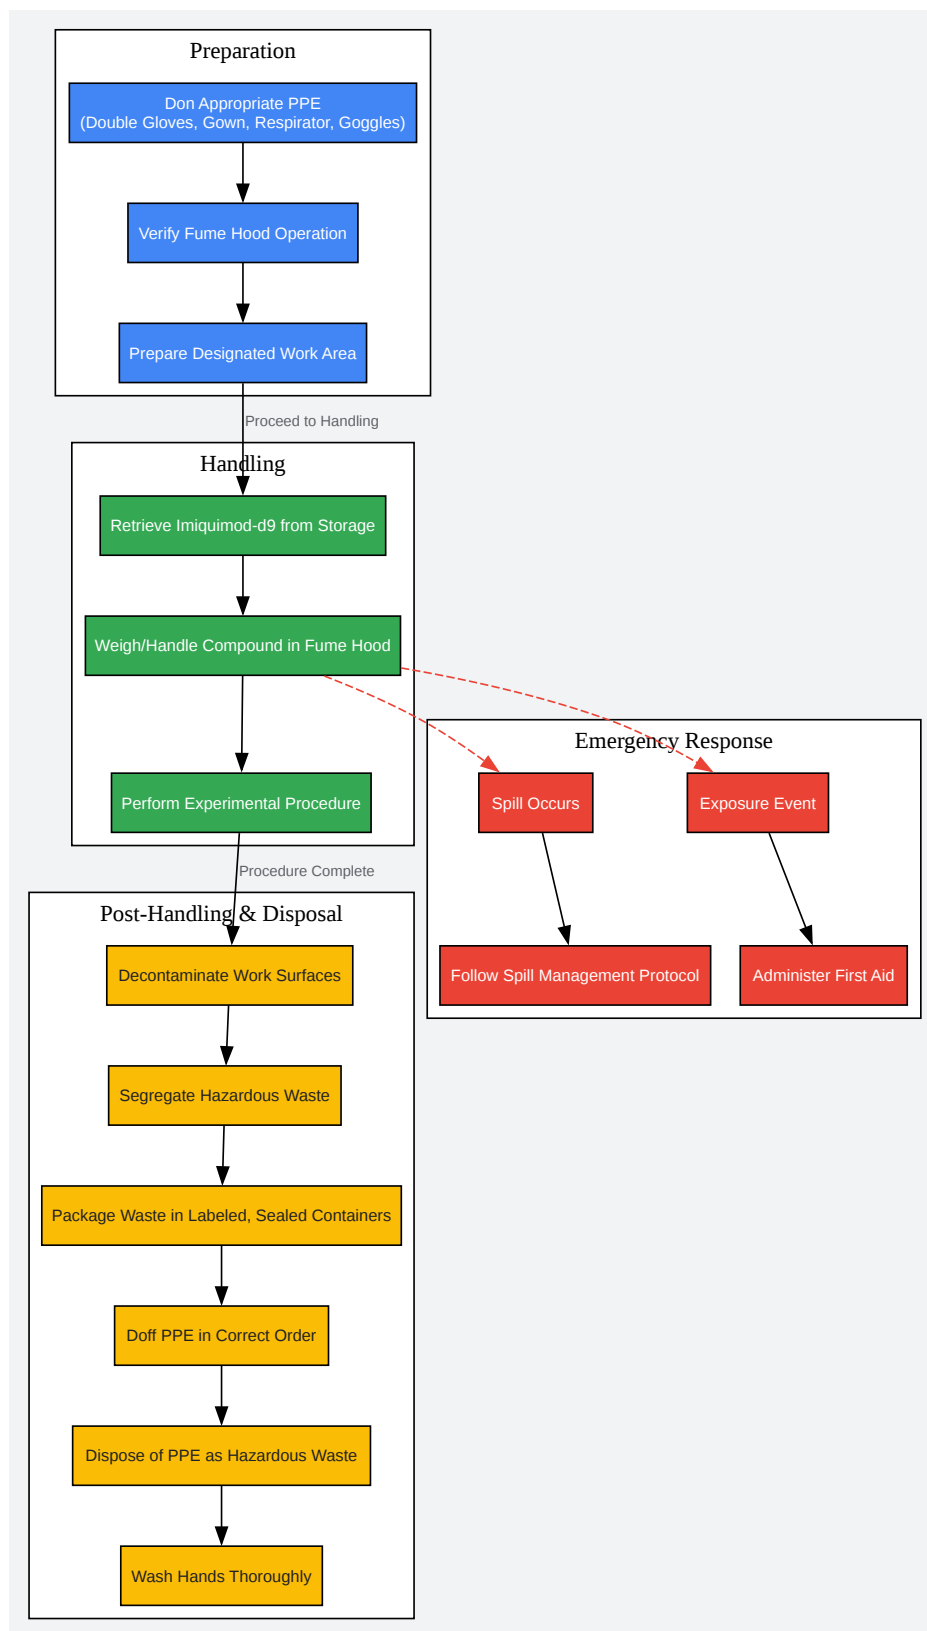 Preparation
Don Appropriate PPE
(Double Gloves, Gown, Respirator, Goggles)
Verify Fume Hood Operation
Prepare Designated Work Area
Proceed to Handling
Handling
Retrieve Imiquimod-d9 from Storage
Weigh/Handle Compound in Fume Hood
Perform Experimental Procedure
Emergency Response
Spill Occurs
Exposure Event
Follow Spill Management Protocol
Administer First Aid
Procedure Complete
Post-Handling & Disposal
Decontaminate Work Surfaces
Segregate Hazardous Waste
Package Waste in Labeled, Sealed Containers
Doff PPE in Correct Order
Dispose of PPE as Hazardous Waste
Wash Hands Thoroughly